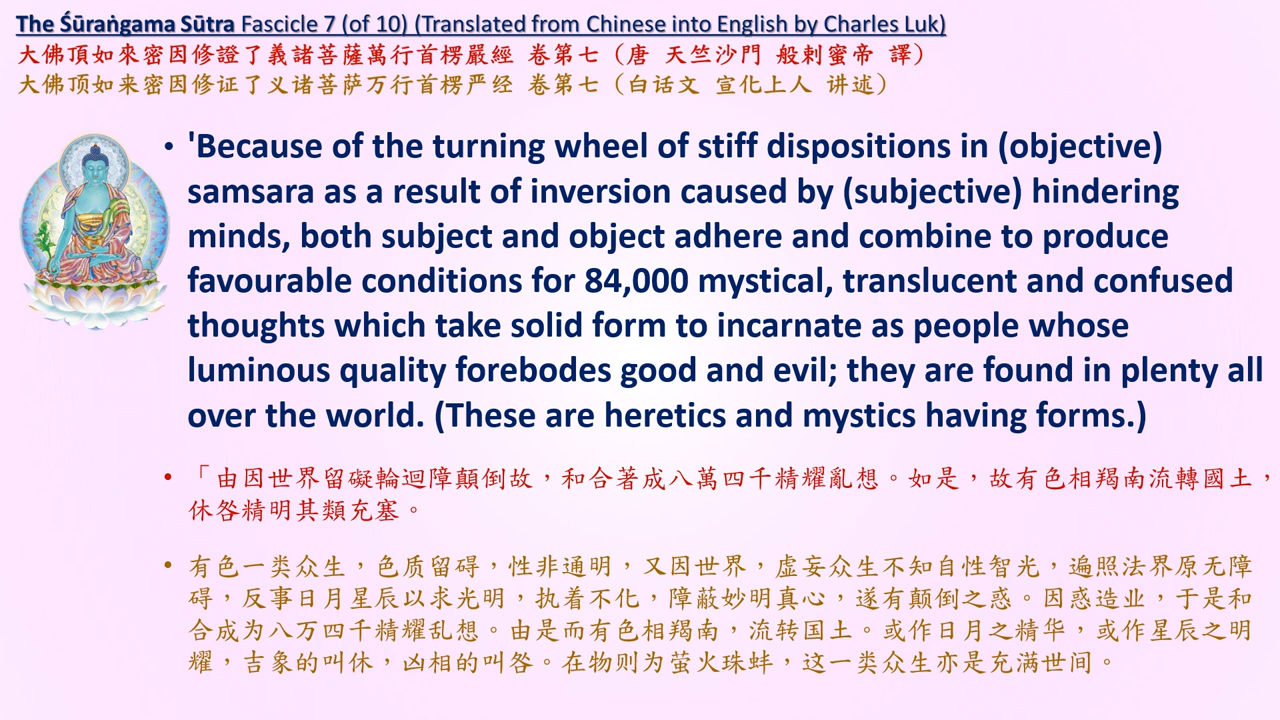 The Śūraṅgama Sūtra Fascicle 7 (of 10) (Translated from Chinese into English by Charles Luk)
大佛頂如來密因修證了義諸菩薩萬行首楞嚴經 卷第七（唐 天竺沙門 般剌蜜帝 譯）
大佛顶如来密因修证了义诸菩萨万行首楞严经 卷第七（白话文 宣化上人 讲述）
• 'Because of the turning wheel of stiff dispositions in (objective)
samsara as a result of inversion caused by (subjective) hindering
minds, both subject and object adhere and combine to produce
favourable conditions for 84,000 mystical, translucent and confused
thoughts which take solid form to incarnate as people whose
luminous quality forebodes good and evil; they are found in plenty all
over the world. (These are heretics and mystics having forms.)
• 「由因世界留礙輪迴障顛倒故，和合著成八萬四千精耀亂想。如是，故有色相羯南流轉國土，
休咎精明其類充塞。
• 有色一类众生，色质留碍，性非通明，又因世界，虚妄众生不知自性智光，遍照法界原无障
碍，反事日月星辰以求光明，执着不化，障蔽妙明真心，遂有颠倒之惑。因惑造业，于是和
合成为八万四千精耀乱想。由是而有色相羯南，流转国土。或作日月之精华，或作星辰之明
耀，吉象的叫休，凶相的叫咎。在物则为萤火珠蚌，这一类众生亦是充满世间。